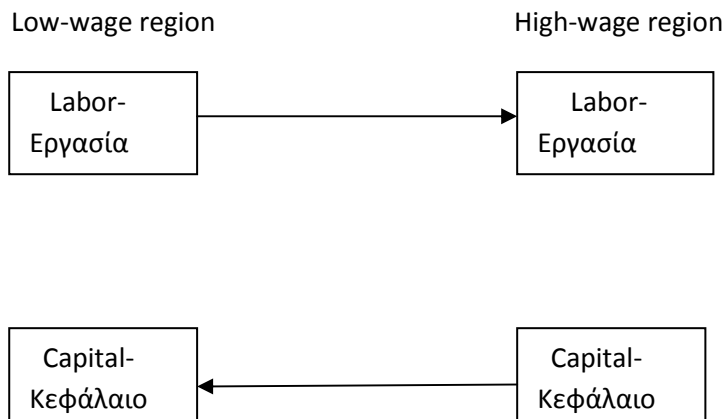 Low-wage region
High-wage region
Labor-
Εργασία
Labor-
Εργασία
Capital-
Κεφάλαιο
Capital-
Κεφάλαιο